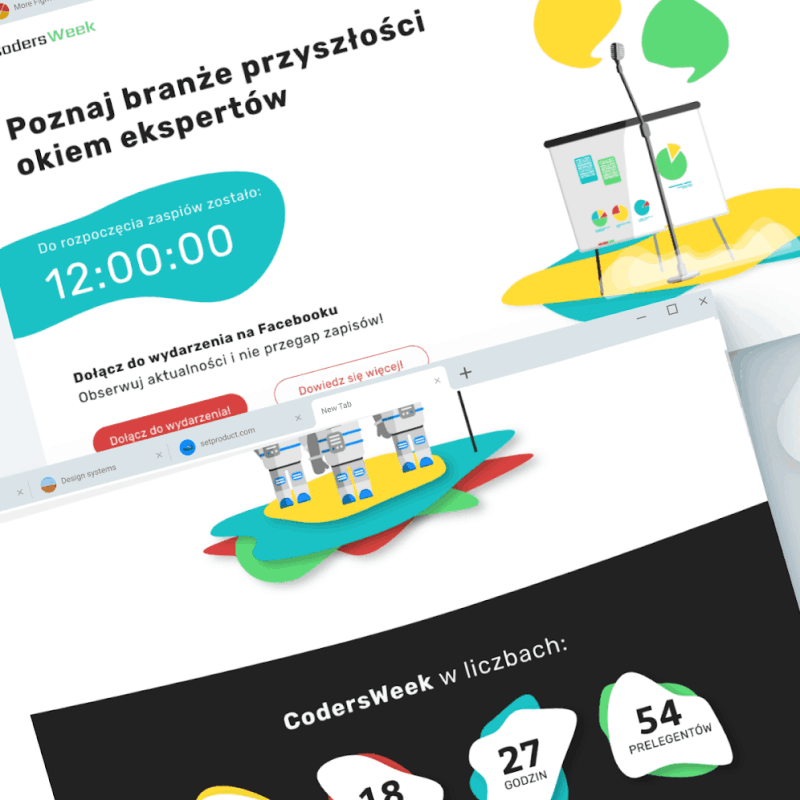 More Figm
odersWeek
Poznaj branże przyszłości
okiem ekspertów
Do rozpoczęcia zaspiów zostało:
12:00:00
Dołącz do wydarzenia na Facebooku
Obserwuj aktualności i nie przegap zapisów!
Dołącz do wydarzenia!
Dowiedz się więcej!
Design systems
setproduct.com
New Tab
CodersWeek w liczbach:
18
27
GODZIN
54
PRELEGENTÓW